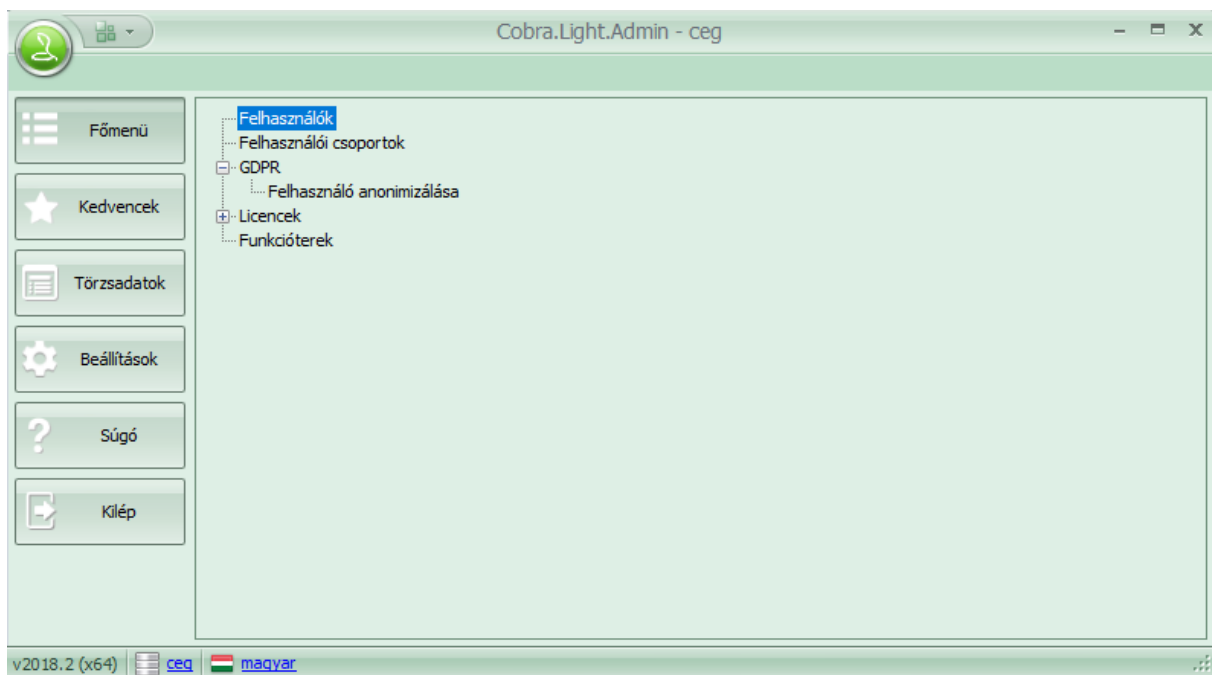 Cobra.Light.Admin - ceg
Főmenü
Kedvencek
Törzsadatok
Beállítások
Súgó
Kilép
Felhasználók
Felhasználói csoportok
GDPR
Felhasználó anonimizálása
Licencek
Funkcióterek
v2018.2 (x64) ceg magyar